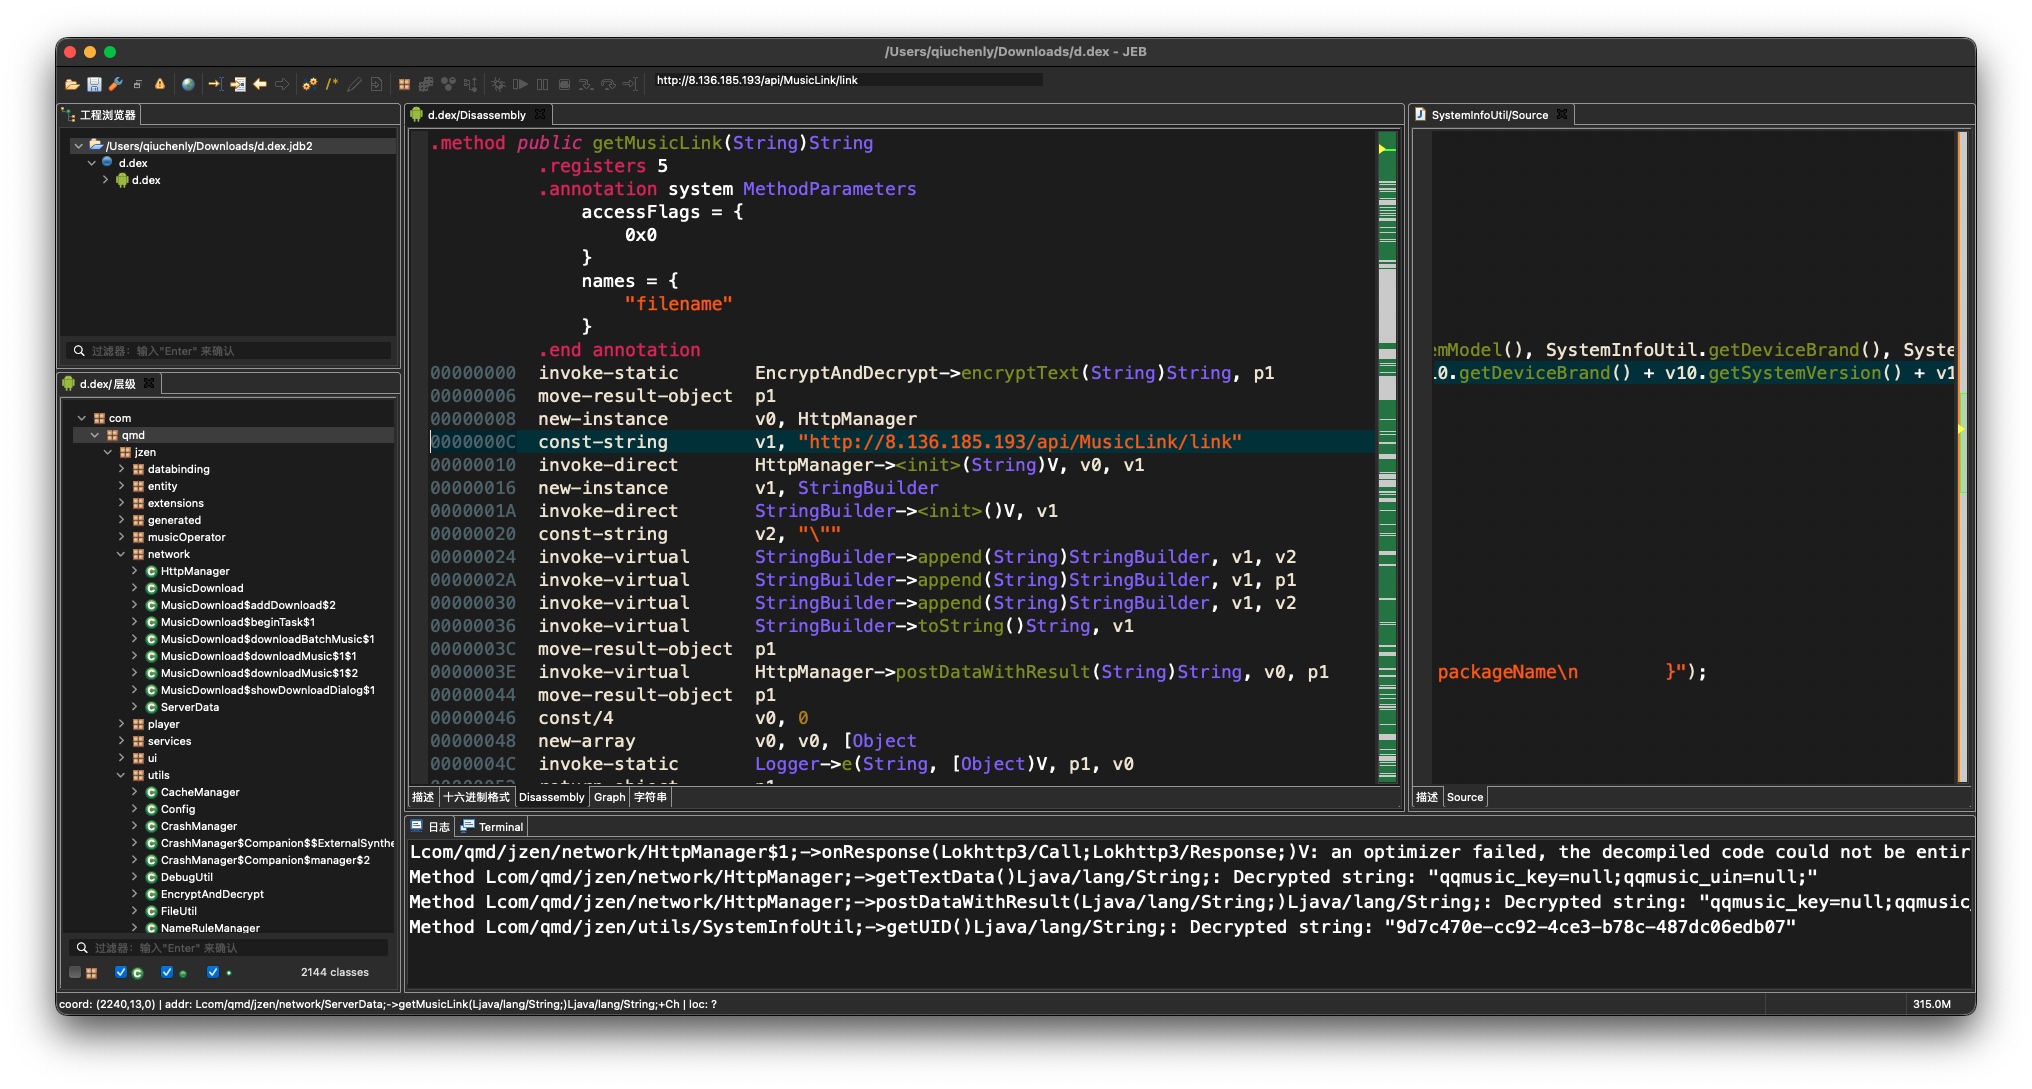 /Users/qiuchenly/Downloads/d.dex - JEB
http://8.136.185.193/api/MusicLink/link
工程浏览器
/Users/qiuchenly/Downloads/d.dex.jdb2
d.dex
d.dex
过滤器：输入"Enter" 来确认
d.dex/层级
com
qmd
jzen
databinding
entity
extensions
generated
musicOperator
network
HttpManager
MusicDownload
MusicDownload$addDownload$2
MusicDownload$beginTask$1
MusicDownload$downloadBatchMusic$1
MusicDownload$downloadMusic$1$1
MusicDownload$downloadMusic$1$2
MusicDownload$showDownloadDialog$1
ServerData
player
services
ui
utils
CacheManager
Config
CrashManager
CrashManager$Companion$$ExternalSynthe
CrashManager$Companion$manager$2
DebugUtil
EncryptAndDecrypt
FileUtil
NameRuleManager
过滤器：输入"Enter" 来确认
2144 classes
d.dex/Disassembly
.method public getMusicLink(String)String
.registers 5
.annotation system MethodParameters
accessFlags = {
0x0
}
names = {
"filename"
}
.end annotation
00000000 invoke-static EncryptAndDecrypt->encryptText(String)String, p1
00000006 move-result-object p1
00000008 new-instance v0, HttpManager
0000000C const-string v1, "http://8.136.185.193/api/MusicLink/link"
00000010 invoke-direct HttpManager-><init>(String)V, v0, v1
00000016 new-instance v1, StringBuilder
0000001A invoke-direct StringBuilder-><init>()V, v1
00000020 const-string v2, "\""
00000024 invoke-virtual StringBuilder->append(String)StringBuilder, v1, v2
0000002A invoke-virtual StringBuilder->append(String)StringBuilder, v1, p1
00000030 invoke-virtual StringBuilder->append(String)StringBuilder, v1, v2
00000036 invoke-virtual StringBuilder->toString()String, v1
0000003C move-result-object p1
0000003E invoke-virtual HttpManager->postDataWithResult(String)String, v0, p1
00000044 move-result-object p1
00000046 const/4 v0, 0
00000048 new-array v0, v0, [Object
0000004C invoke-static Logger->e(String, [Object)V, p1, v0
描述 十六进制格式 Disassembly Graph 字符串
SystemInfoUtil/Source
emModel(), SystemInfoUtil.getDeviceBrand(), Syste
10.getDeviceBrand() + v10.getSystemVersion() + v1
packageName\n }");
描述 Source
日志 Terminal
Lcom/qmd/jzen/network/HttpManager$1;->onResponse(Lokhttp3/Call;Lokhttp3/Response;)V: an optimizer failed, the decompiled code could not be entir
Method Lcom/qmd/jzen/network/HttpManager;->getTextData()Ljava/lang/String;: Decrypted string: "qqmusic_key=null;qqmusic_uin=null;"
Method Lcom/qmd/jzen/network/HttpManager;->postDataWithResult(Ljava/lang/String;)Ljava/lang/String;: Decrypted string: "qqmusic_key=null;qqmusic_
Method Lcom/qmd/jzen/utils/SystemInfoUtil;->getUID()Ljava/lang/String;: Decrypted string: "9d7c470e-cc92-4ce3-b78c-487dc06edb07"
coord: (2240,13,0) | addr: Lcom/qmd/jzen/network/ServerData;->getMusicLink(Ljava/lang/String;)Ljava/lang/String;+Ch | loc: ?
315.0M